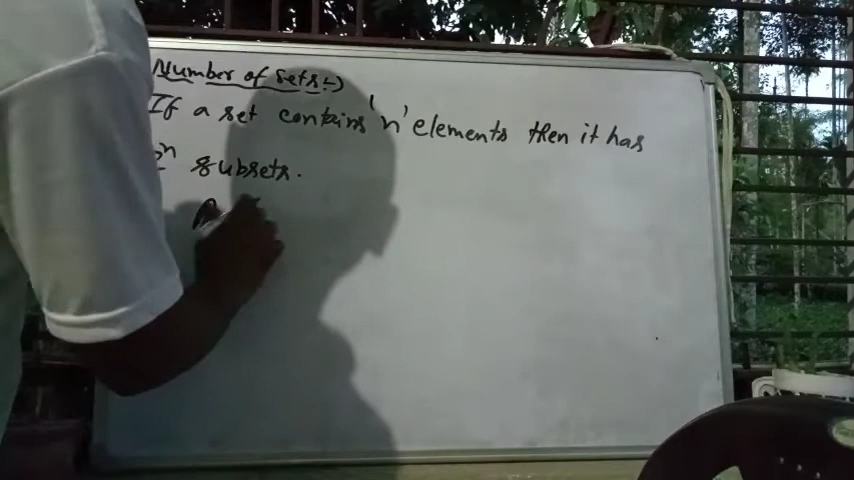 Number of sets:-)
If a set contains 'n' elements then it has
2ⁿ subsets.